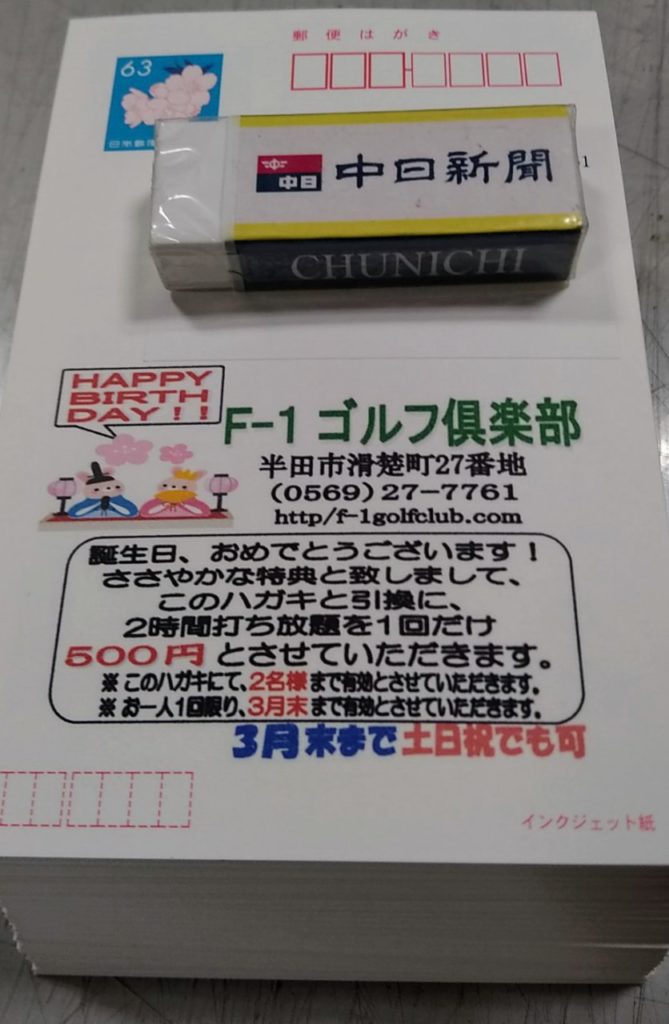 郵便はがき
63
日本郵便
1
中日
中日新聞
CHUNICHI
HAPPY
BIRTH
DAY!!
F-1 ゴルフ倶楽部
半田市滑楚町27番地
(0569)27-7761
http/f-1golfclub.com
誕生日、おめでとうございます!
ささやかな特典と致しまして、
このハガキと引換に、
2時間打ち放題を1回だけ
500円とさせていただきます。
※このハガキにて、2名様まで有効とさせていただきます。
※お一人1回限り、3月末まで有効とさせていただきます。
3月末まで土日祝でも可
インクジェット紙